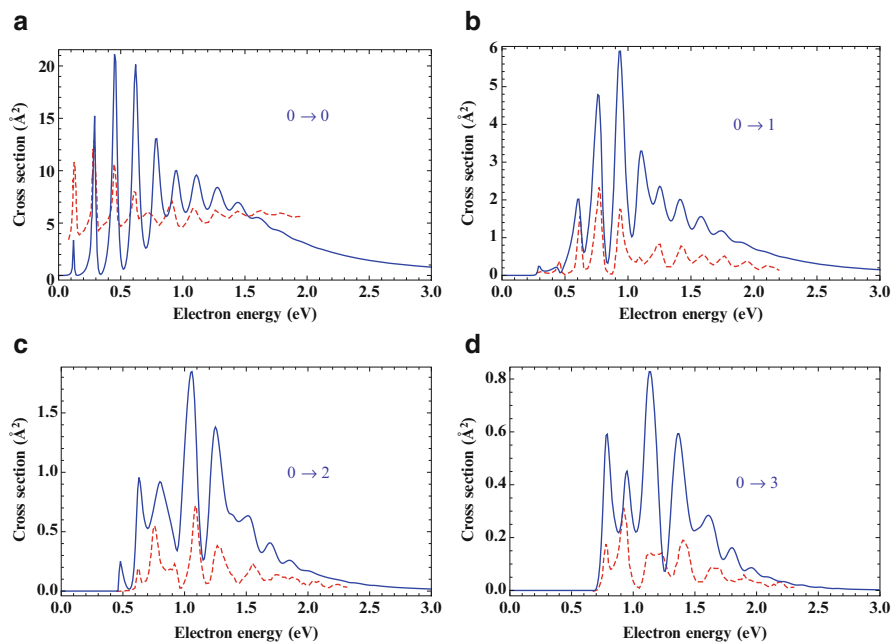 a
Cross section (Å²)
20
15
10
5
0
0 → 0
0.0 0.5 1.0 1.5 2.0 2.5 3.0
Electron energy (eV)
b
Cross section (Å²)
6
5
4
3
2
1
0
0 → 1
0.0 0.5 1.0 1.5 2.0 2.5 3.0
Electron energy (eV)
c
Cross section (Å²)
1.5
1.0
0.5
0.0
0 → 2
0.0 0.5 1.0 1.5 2.0 2.5 3.0
Electron energy (eV)
d
Cross section (Å²)
0.8
0.6
0.4
0.2
0.0
0 → 3
0.0 0.5 1.0 1.5 2.0 2.5 3.0
Electron energy (eV)